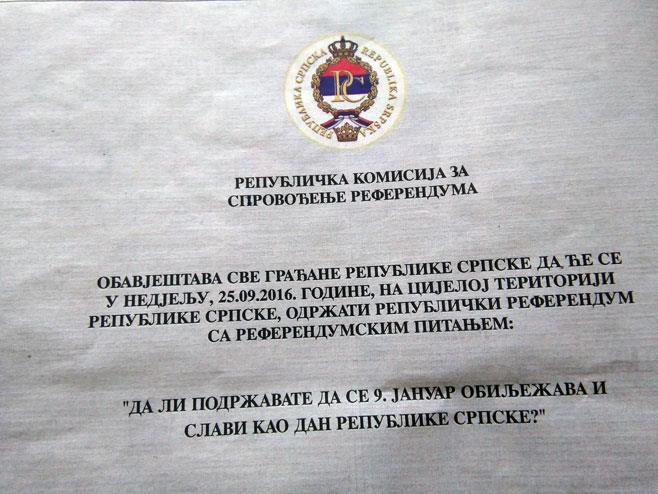 РЕПУБЛИКА СРПСКА REPUBLIKA SRPSKA
РС
РЕПУБЛИЧКА КОМИСИЈА ЗА
СПРОВОЂЕЊЕ РЕФЕРЕНДУМА
ОБАВЈЕШТАВА СВЕ ГРАЂАНЕ РЕПУБЛИКЕ СРПСКЕ ДА ЋЕ СЕ
У НЕДЈЕЉУ, 25.09.2016. ГОДИНЕ, НА ЦИЈЕЛОЈ ТЕРИТОРИЈИ
РЕПУБЛИКЕ СРПСКЕ, ОДРЖАТИ РЕПУБЛИЧКИ РЕФЕРЕНДУМ
СА РЕФЕРЕНДУМСКИМ ПИТАЊЕМ:
"ДА ЛИ ПОДРЖАВАТЕ ДА СЕ 9. ЈАНУАР ОБИЉЕЖАВА И
СЛАВИ КАО ДАН РЕПУБЛИКЕ СРПСКЕ?"